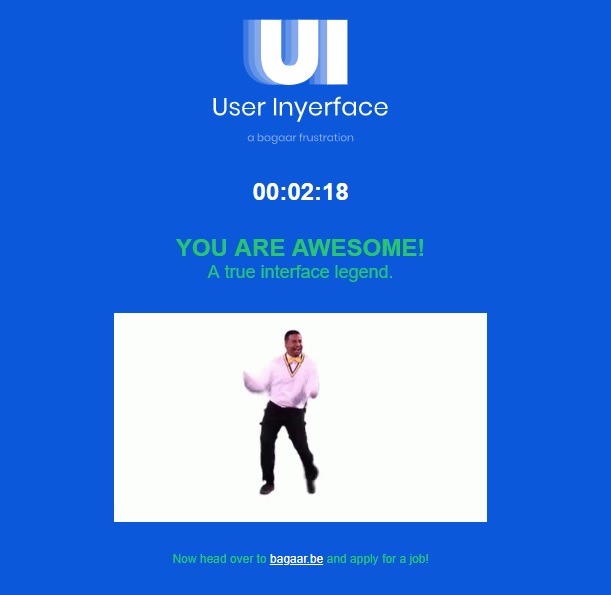 UI
User Inyerface
a bagaar frustration
00:02:18
YOU ARE AWESOME!
A true interface legend.
Now head over to bagaar.be and apply for a job!